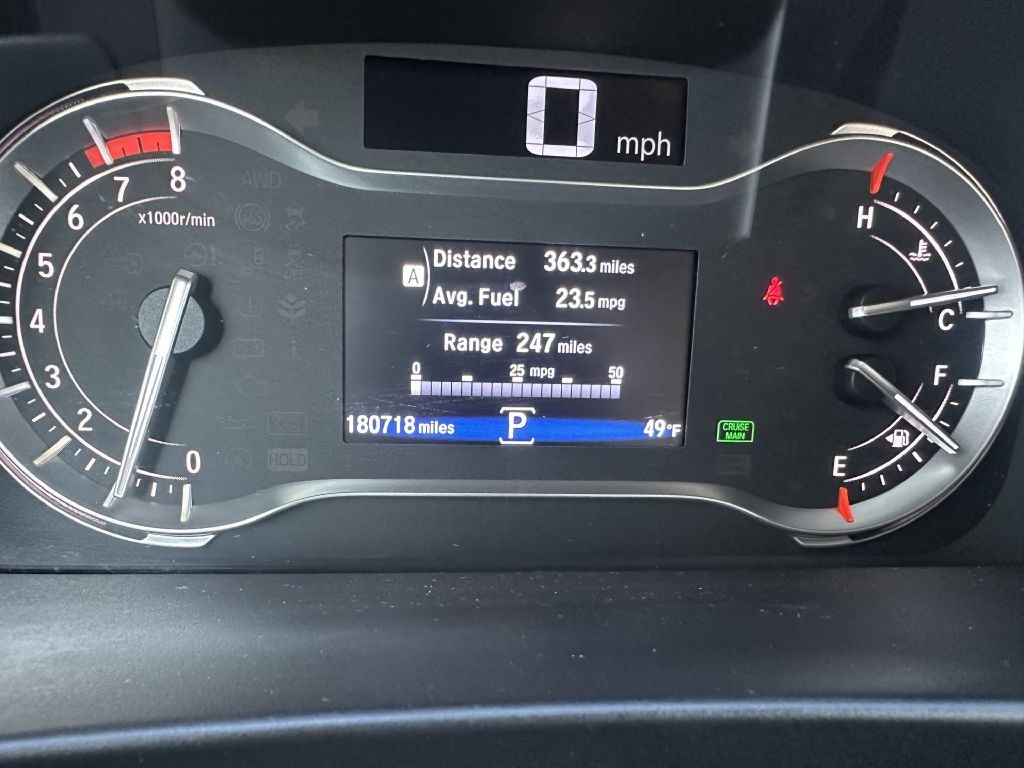 0 mph
8
7
6
5
4
3
2
0
x1000r/min
AWD
HOLD
A
Distance 363.3 miles
Avg. Fuel 23.5 mpg
Range 247 miles
0 25 mpg 50
180718 miles P 49°F
CRUISE
MAIN
H
C
F
E